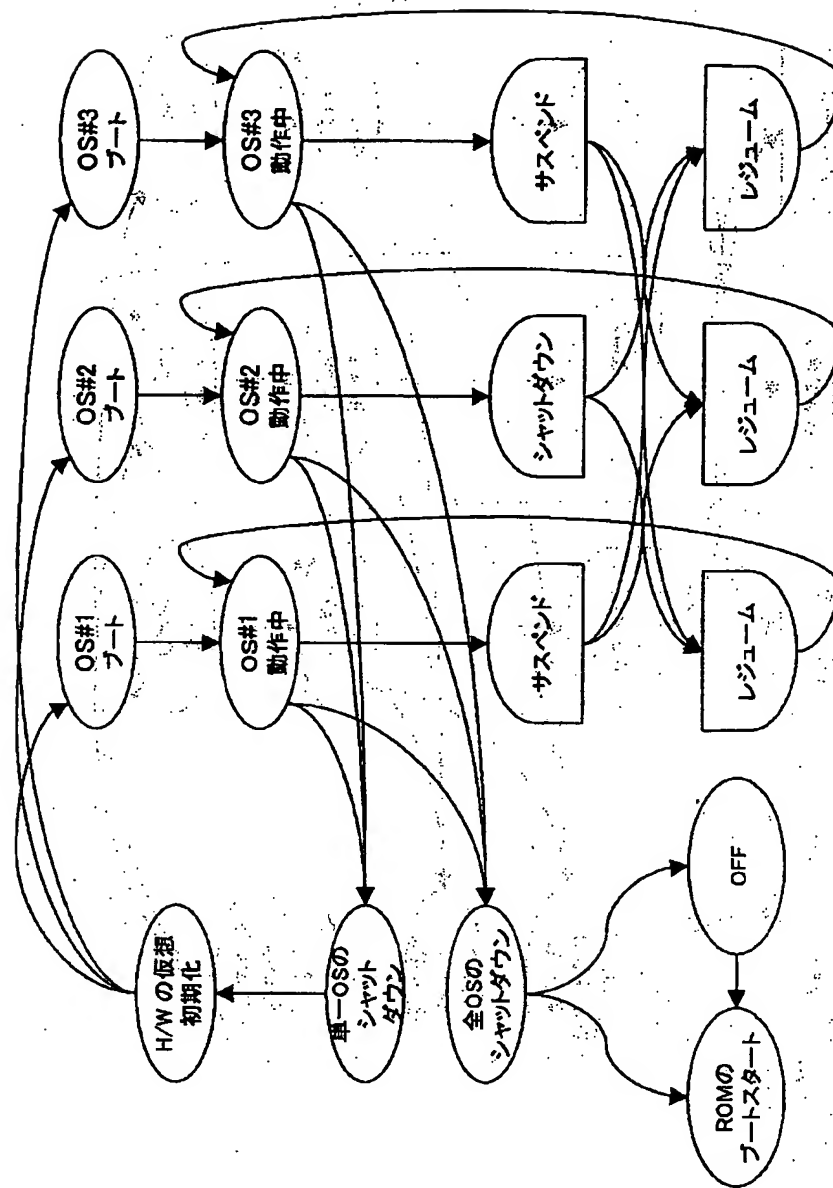 H/W の仮想
初期化
OS#1
ブート
OS#2
ブート
OS#3
ブート
単一OSの
シャット
ダウン
OS#1
動作中
OS#2
動作中
OS#3
動作中
全OSの
シャットダウン
サスペンド
シャットダウン
サスペンド
ROMの
ブートスタート
OFF
レジューム
レジューム
レジューム